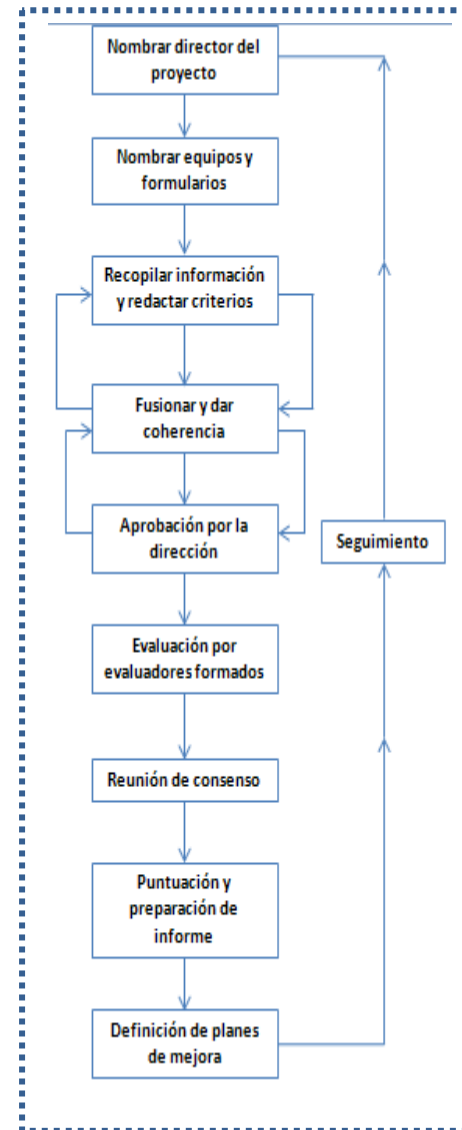 Nombrar director del
proyecto
Nombrar equipos y
formularios
Recopilar información
y redactar criterios
Fusionar y dar
coherencia
Aprobación por la
dirección
Seguimiento
Evaluación por
evaluadores formados
Reunión de consenso
Puntuación y
preparación de
informe
Definición de planes
de mejora